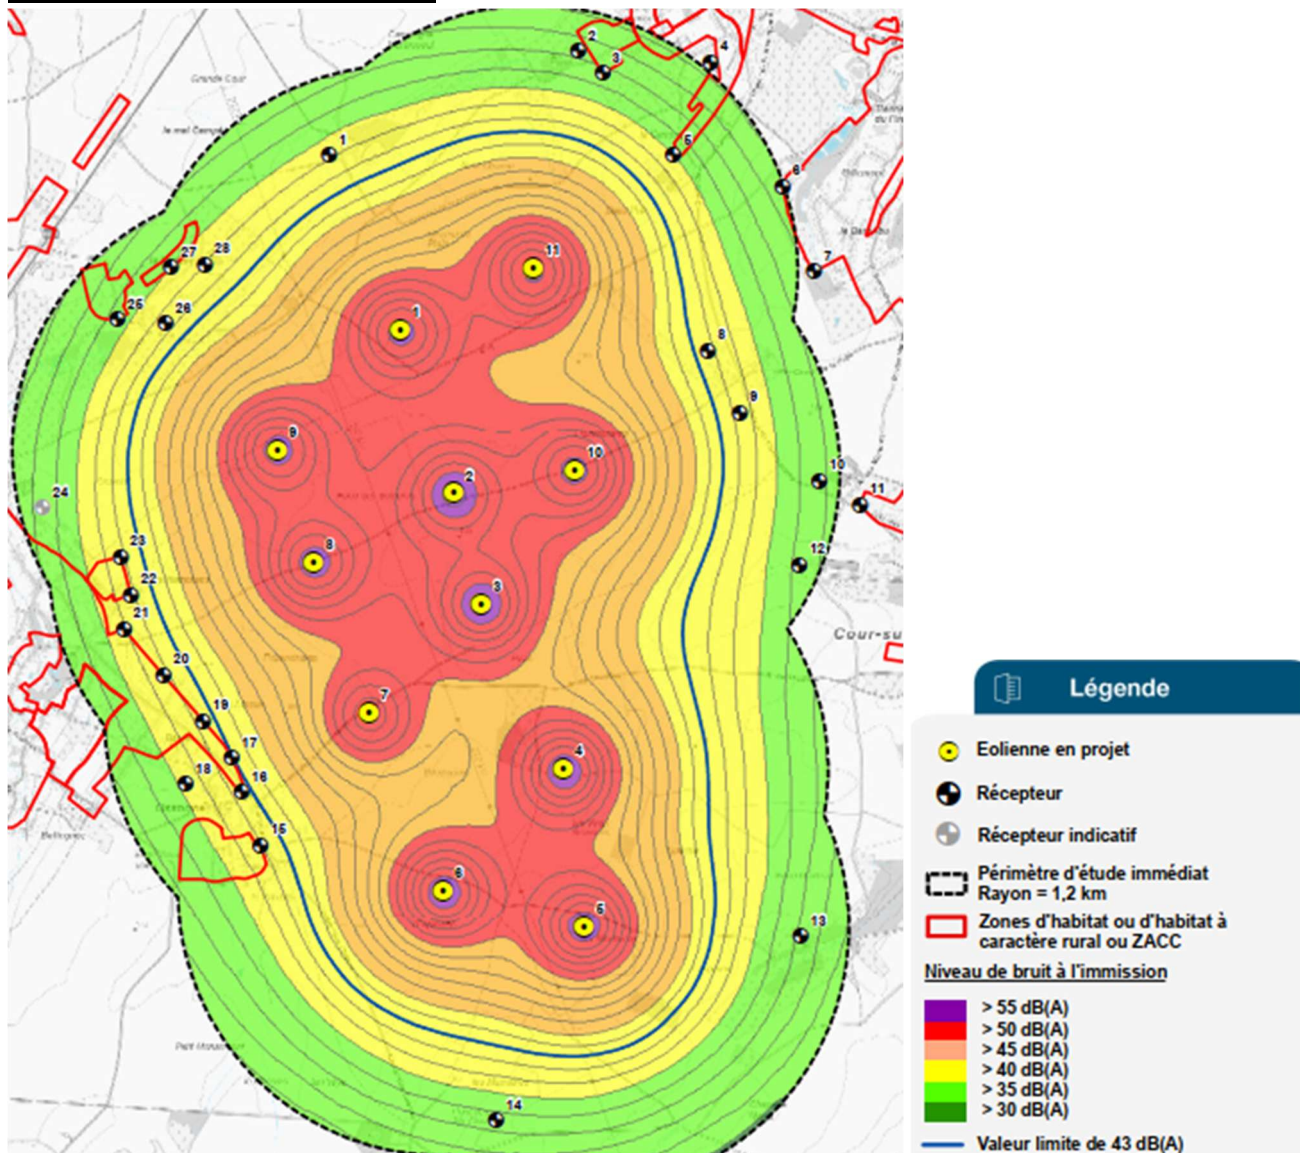 2
3
4
Grande Cour
1
5
6
7
27
28
25
26
11
1
8
9
9
10
2
10
24
11
8
12
23
22
3
21
Cour-su
20
7
19
17
4
18
16
15
6
5
13
14
Légende
Eolienne en projet
Récepteur
Récepteur indicatif
Périmètre d'étude immédiat
Rayon = 1,2 km
Zones d'habitat ou d'habitat à
caractère rural ou ZACC
Niveau de bruit à l'immission
> 55 dB(A)
> 50 dB(A)
> 45 dB(A)
> 40 dB(A)
> 35 dB(A)
> 30 dB(A)
Valeur limite de 43 dB(A)